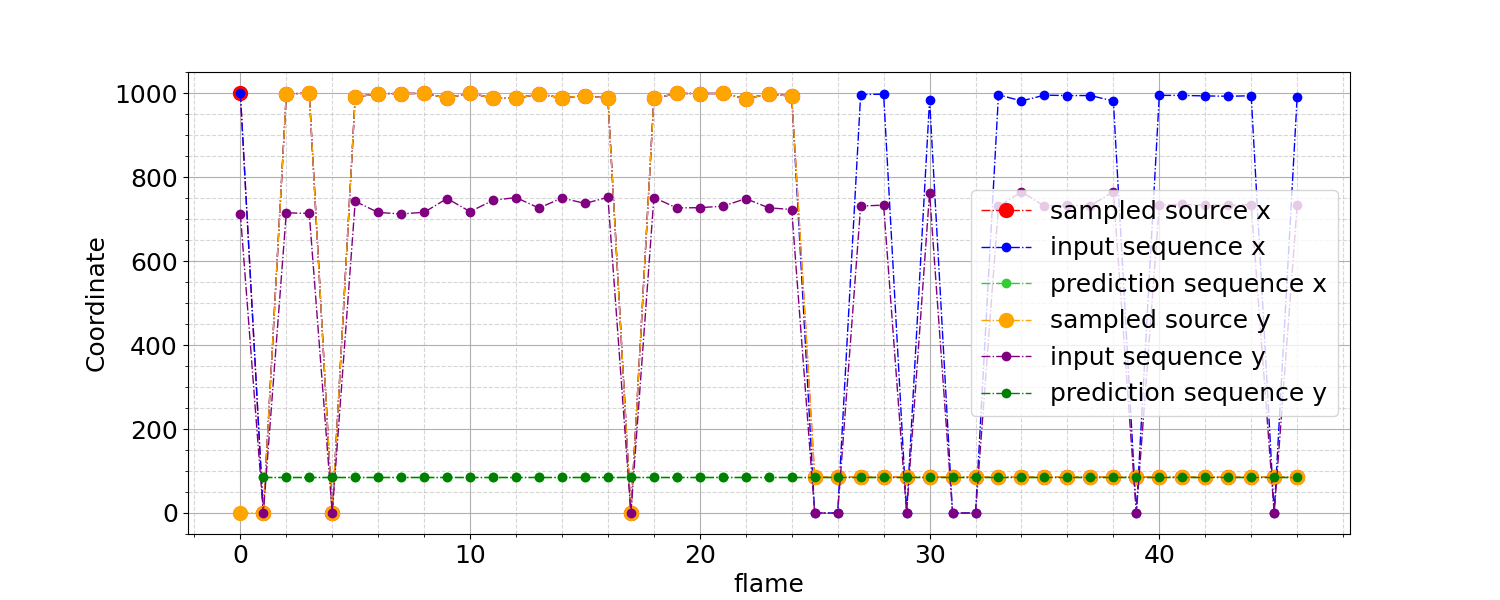 1000
800
600
400
200
0
Coordinate
0 10 20 30 40
flame
sampled source x
input sequence x
prediction sequence x
sampled source y
input sequence y
prediction sequence y